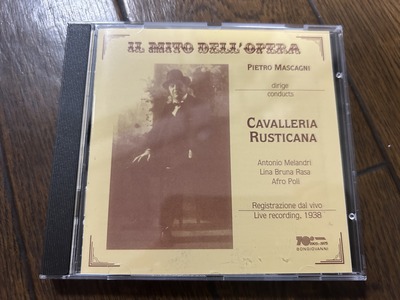 IL MITO DELL'OPERA
PIETRO MASCAGNI
dirige
conducts
CAVALLERIA
RUSTICANA
Antonio Melandri
Lina Bruna Rasa
Afro Poli
Registrazione dal vivo
Live recording, 1938
BONGIOVANNI